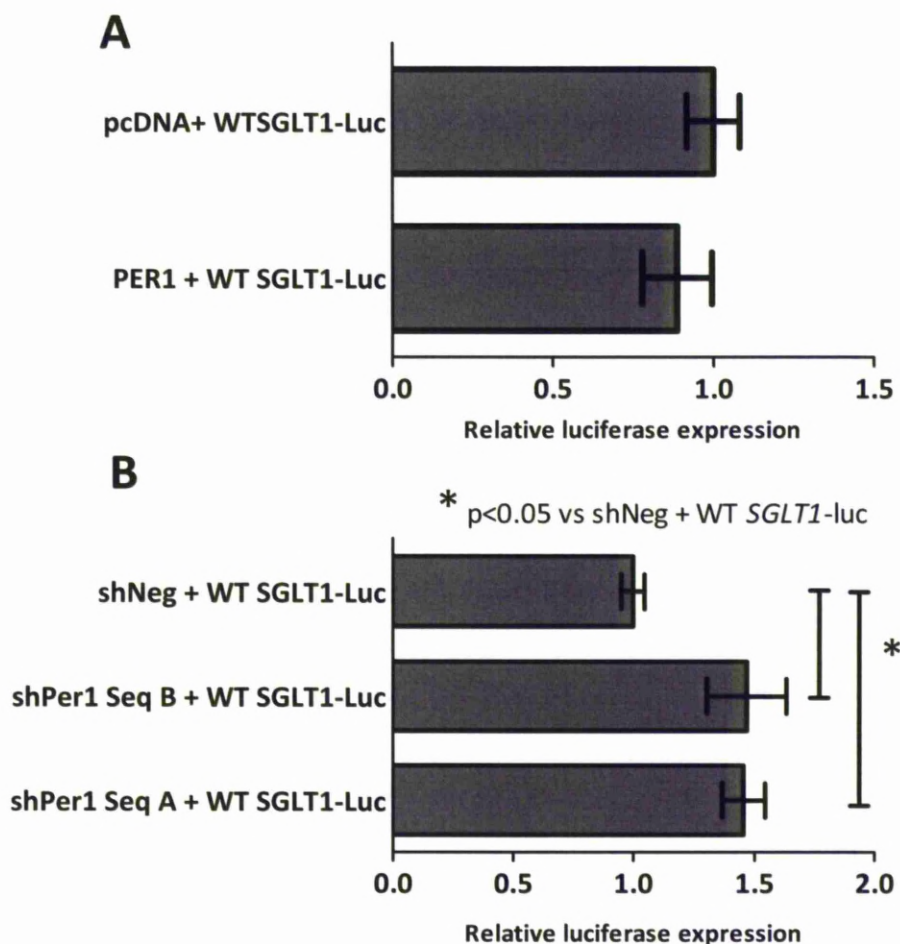 A
pcDNA+ WTSGLT1-Luc
PER1 + WT SGLT1-Luc
0.0 0.5 1.0 1.5
Relative luciferase expression
B
* p<0.05 vs shNeg + WT SGLT1-luc
shNeg + WT SGLT1-Luc
*
shPer1 Seq B + WT SGLT1-Luc
shPer1 Seq A + WT SGLT1-Luc
0.0 0.5 1.0 1.5 2.0
Relative luciferase expression